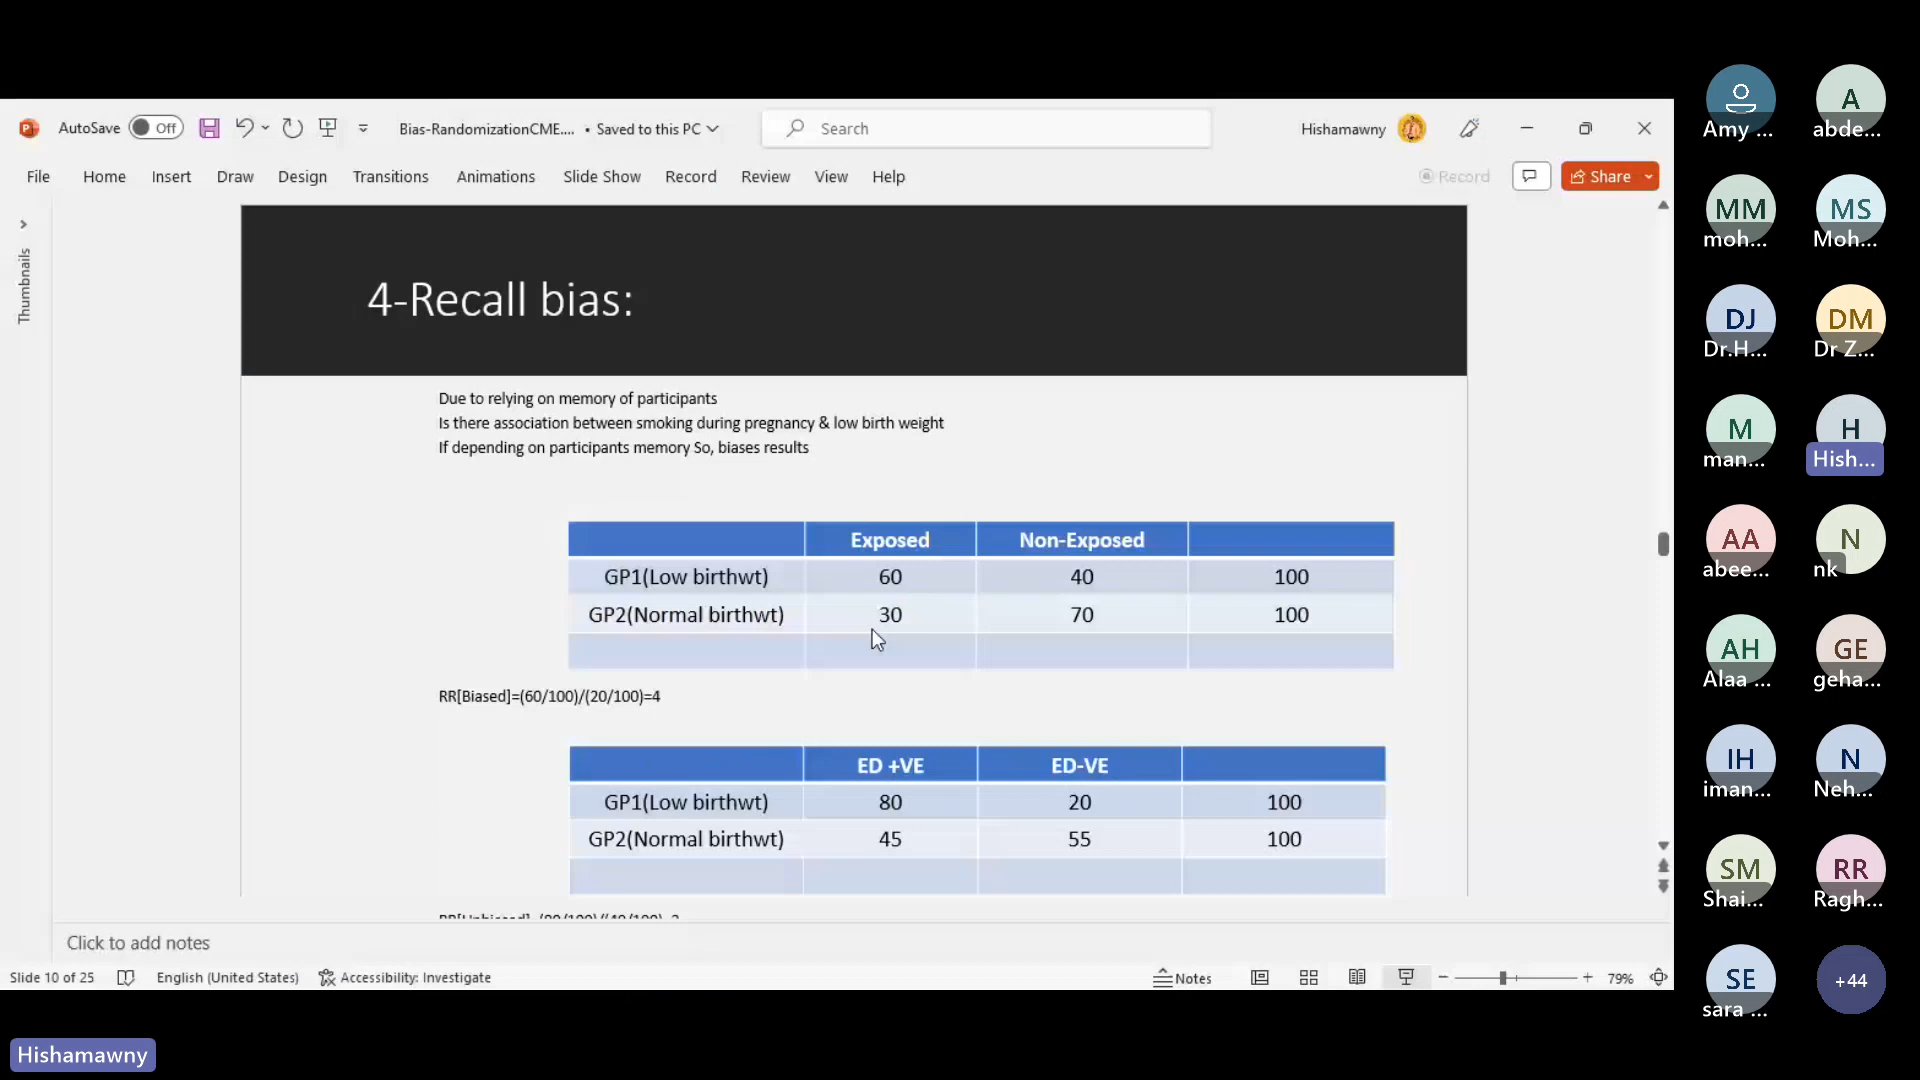 AutoSave Off Bias-RandomizationCME.... • Saved to this PC Search Hishamawny
File Home Insert Draw Design Transitions Animations Slide Show Record Review View Help Record Share
Thumbnails
4-Recall bias:
Due to relying on memory of participants
Is there association between smoking during pregnancy & low birth weight
If depending on participants memory So, biases results
Exposed Non-Exposed
GP1(Low birthwt) 60 40 100
GP2(Normal birthwt) 30 70 100
RR[Biased]=(60/100)/(20/100)=4
ED +VE ED-VE
GP1(Low birthwt) 80 20 100
GP2(Normal birthwt) 45 55 100
Click to add notes
Slide 10 of 25 English (United States) Accessibility: Investigate Notes 79%
Hishamawny
Amy ...
A
abde...
MM
moh...
MS
Moh...
DJ
Dr.H...
DM
Dr Z...
M
man...
H
Hish...
AA
abee...
N
nk
AH
Alaa ...
GE
geha...
IH
iman...
N
Neh...
SM
Shai...
RR
Ragh...
SE
sara ...
+44